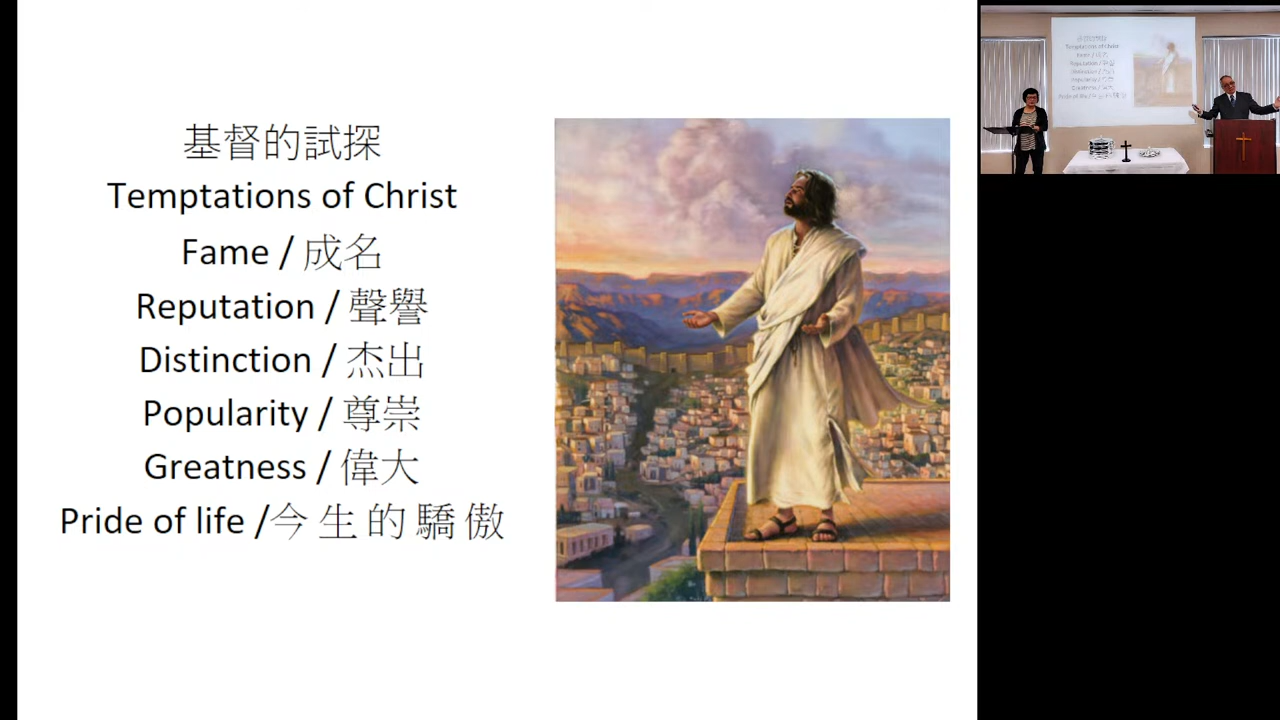 基督的試探
Temptations of Christ
Fame / 成名
Reputation / 聲譽
Distinction / 杰出
Popularity / 尊崇
Greatness / 偉大
Pride of life /今 生 的 驕 傲